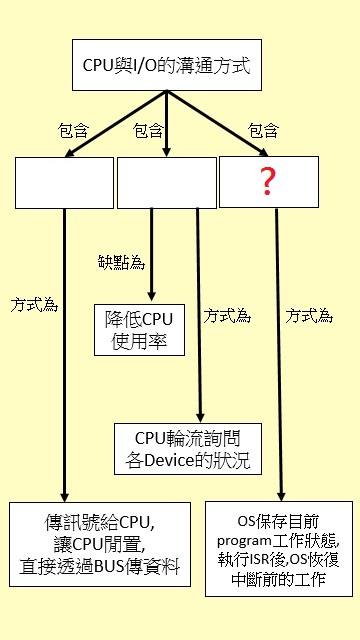 CPU與I/O的溝通方式
包含
包含
包含
?
缺點為
方式為
方式為
方式為
降低CPU
使用率
CPU輪流詢問
各Device的狀況
傳訊號給CPU,
讓CPU閒置,
直接透過BUS傳資料
OS保存目前
program工作狀態,
執行ISR後,OS恢復
中斷前的工作